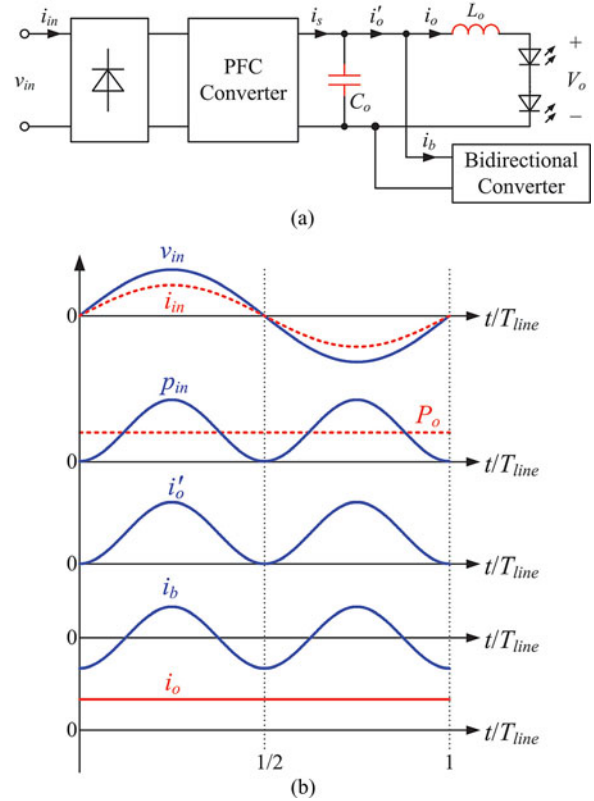 i_in
v_in
PFC
Converter
i_s
i'_o
i_o
L_o
C_o
+
V_o
−
i_b
Bidirectional
Converter
(a)
v_in
i_in
0
t/T_line
p_in
P_o
0
t/T_line
i'_o
0
t/T_line
i_b
0
t/T_line
i_o
0
t/T_line
1/2
1
(b)